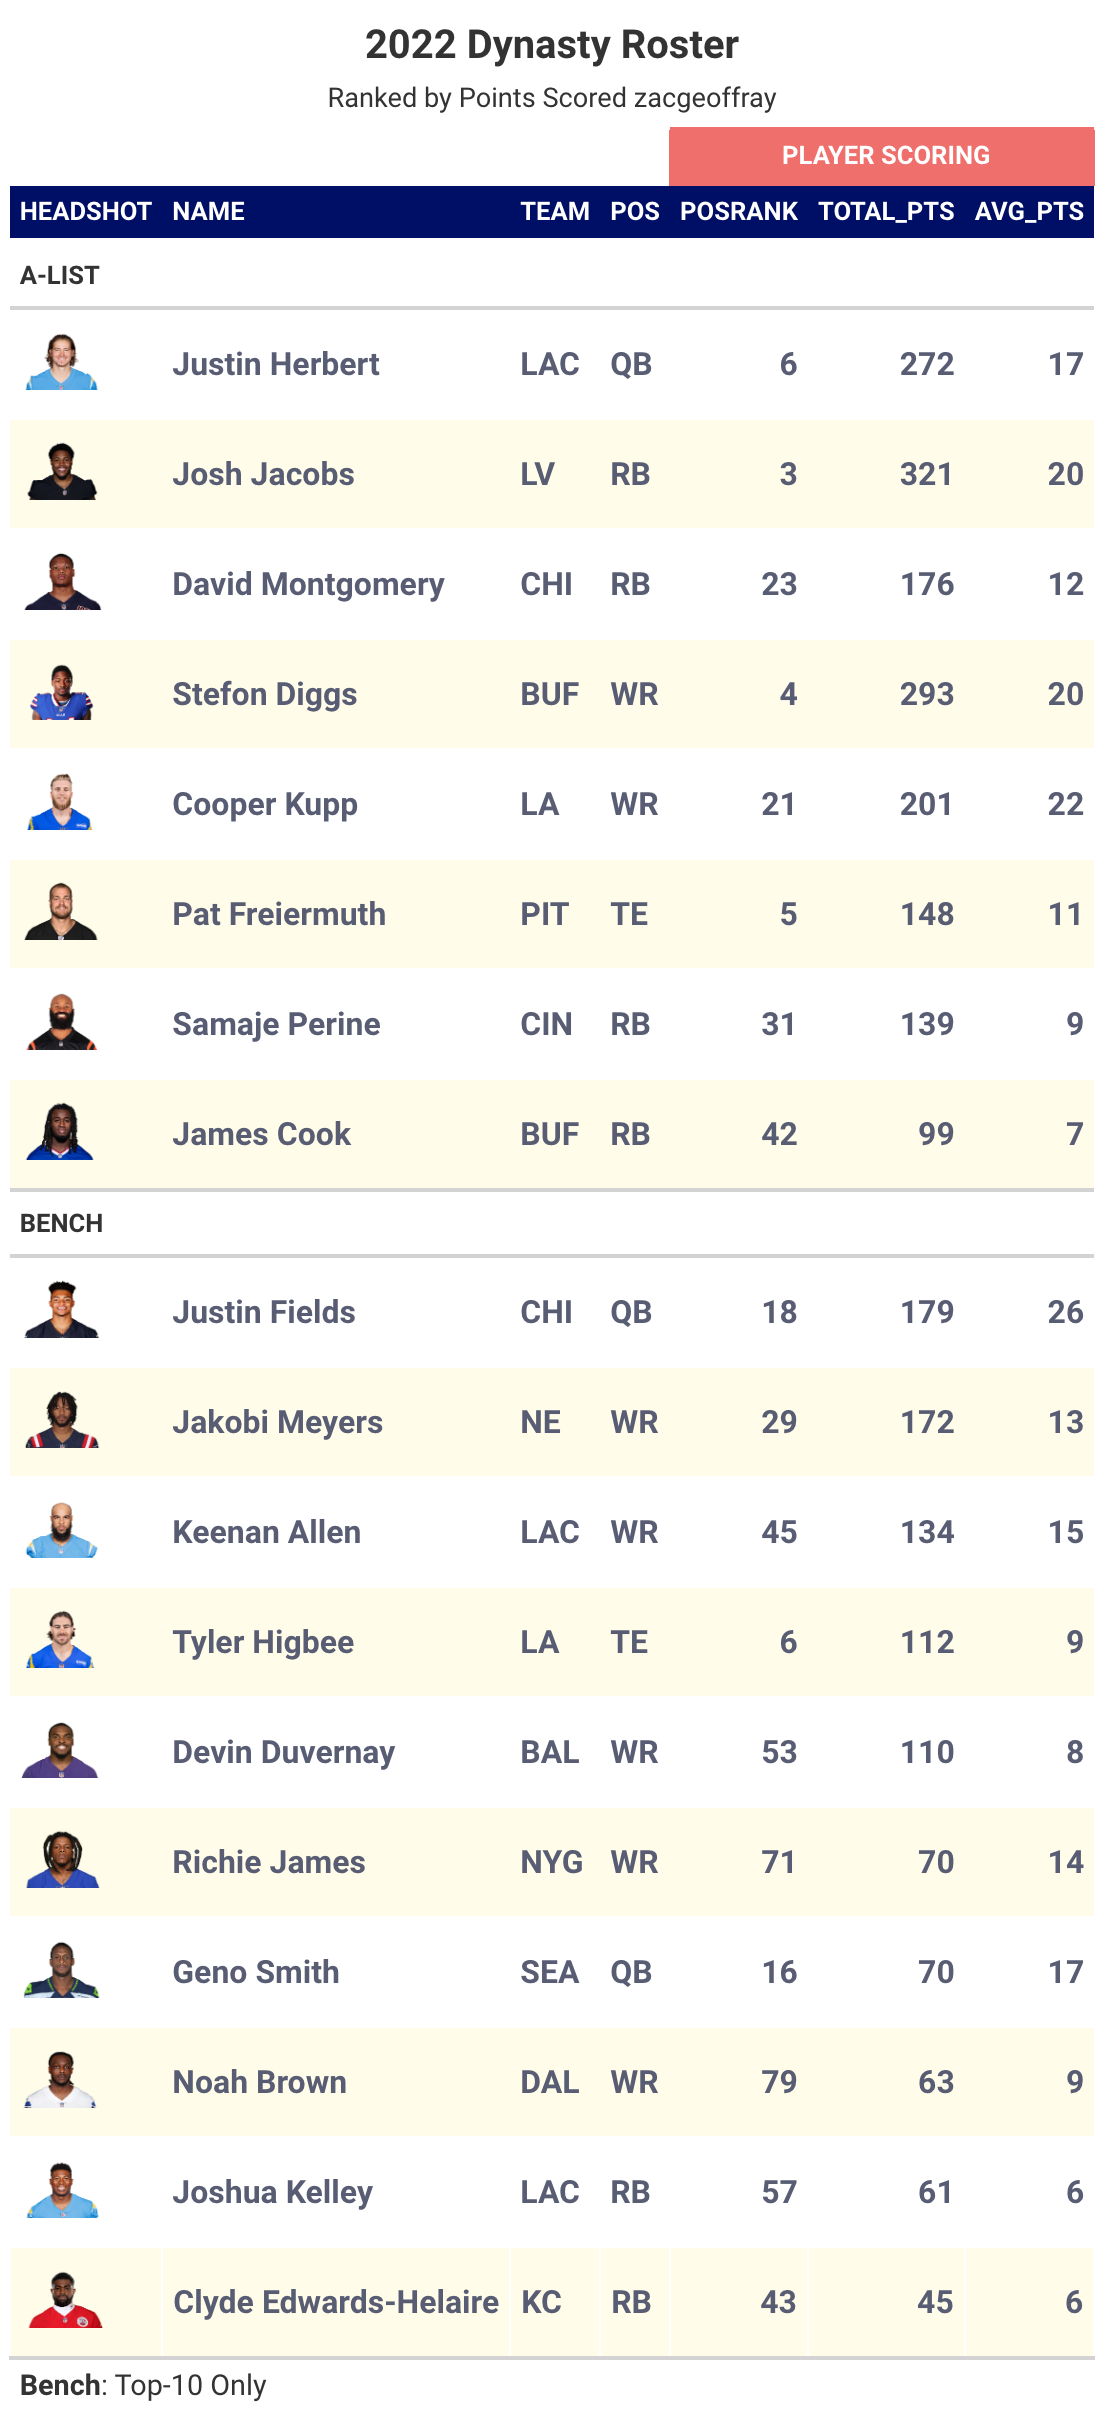 2022 Dynasty Roster
Ranked by Points Scored zacgeoffray
PLAYER SCORING
HEADSHOT NAME TEAM POS POSRANK TOTAL_PTS AVG_PTS
A-LIST
Justin Herbert LAC QB 6 272 17
Josh Jacobs LV RB 3 321 20
David Montgomery CHI RB 23 176 12
Stefon Diggs BUF WR 4 293 20
Cooper Kupp LA WR 21 201 22
Pat Freiermuth PIT TE 5 148 11
Samaje Perine CIN RB 31 139 9
James Cook BUF RB 42 99 7
BENCH
Justin Fields CHI QB 18 179 26
Jakobi Meyers NE WR 29 172 13
Keenan Allen LAC WR 45 134 15
Tyler Higbee LA TE 6 112 9
Devin Duvernay BAL WR 53 110 8
Richie James NYG WR 71 70 14
Geno Smith SEA QB 16 70 17
Noah Brown DAL WR 79 63 9
Joshua Kelley LAC RB 57 61 6
Clyde Edwards-Helaire KC RB 43 45 6
Bench: Top-10 Only